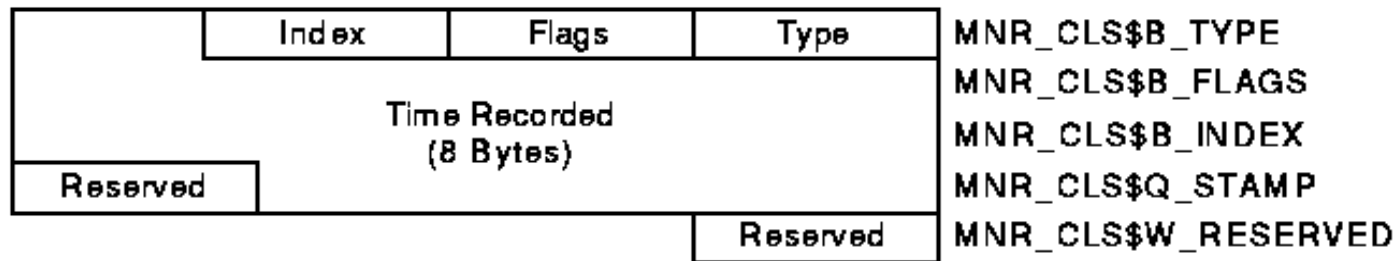 Index Flags Type MNR_CLS$B_TYPE
MNR_CLS$B_FLAGS
Time Recorded
(8 Bytes) MNR_CLS$B_INDEX
Reserved MNR_CLS$Q_STAMP
Reserved MNR_CLS$W_RESERVED